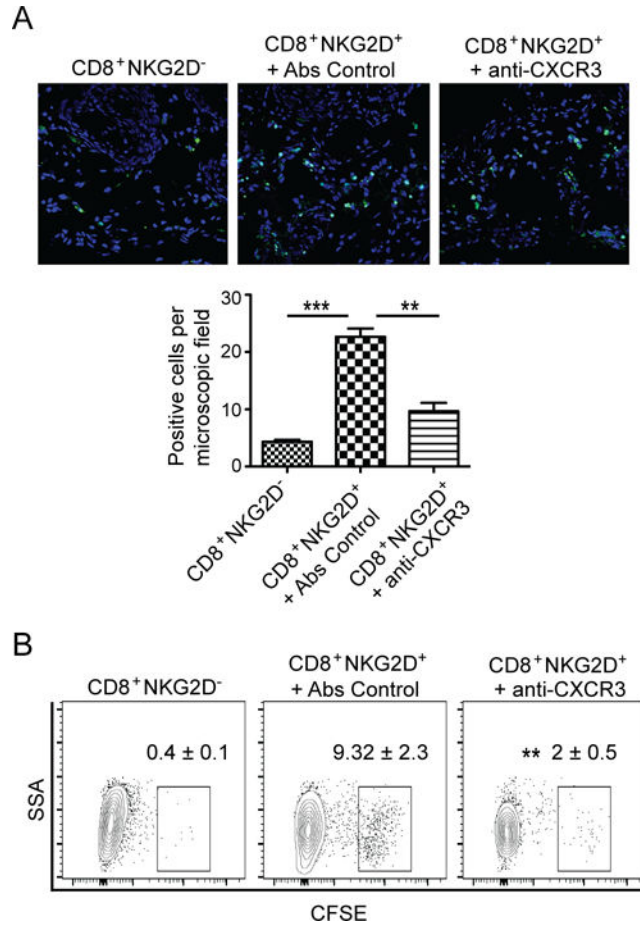 A
CD8⁺NKG2D⁻
CD8⁺NKG2D⁺
+ Abs Control
CD8⁺NKG2D⁺
+ anti-CXCR3
Positive cells per
microscopic field
30
20
10
0
***
**
CD8⁺NKG2D⁻
CD8⁺NKG2D⁺
+ Abs Control
CD8⁺NKG2D⁺
+ anti-CXCR3
B
CD8⁺NKG2D⁻
CD8⁺NKG2D⁺
+ Abs Control
CD8⁺NKG2D⁺
+ anti-CXCR3
SSA
0.4 ± 0.1
9.32 ± 2.3
** 2 ± 0.5
CFSE